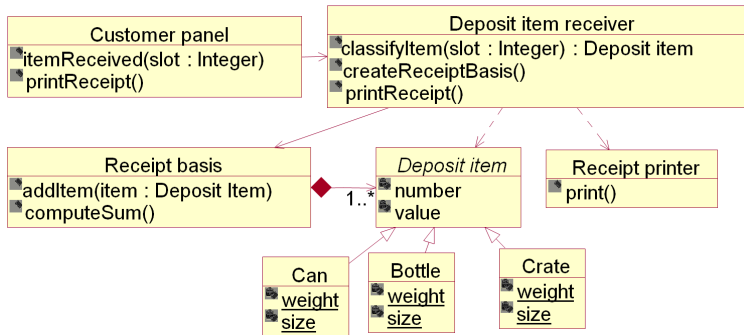 Customer panel
itemReceived(slot : Integer)
printReceipt()
Deposit item receiver
classifyItem(slot : Integer) : Deposit item
createReceiptBasis()
printReceipt()
Receipt basis
addItem(item : Deposit Item)
computeSum()
1..*
Deposit item
number
value
Receipt printer
print()
Can
weight
size
Bottle
weight
size
Crate
weight
size